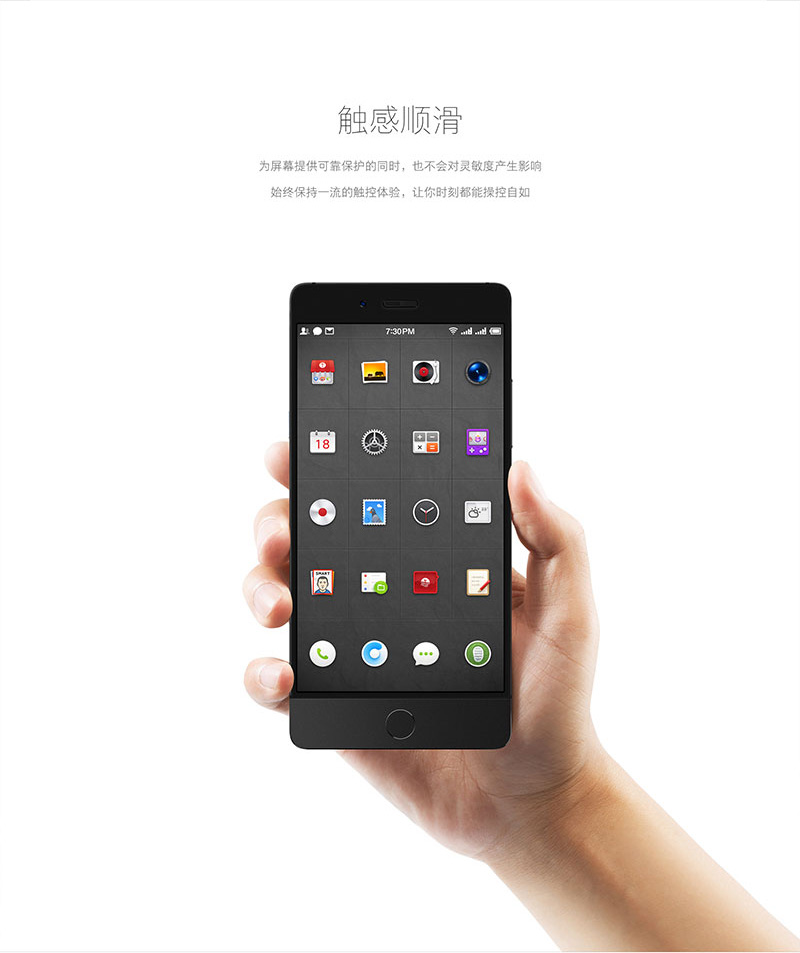 触感顺滑
为屏幕提供可靠保护的同时，也不会对灵敏度产生影响
始终保持一流的触控体验，让你时刻都能操控自如
7:30PM
18
SMART